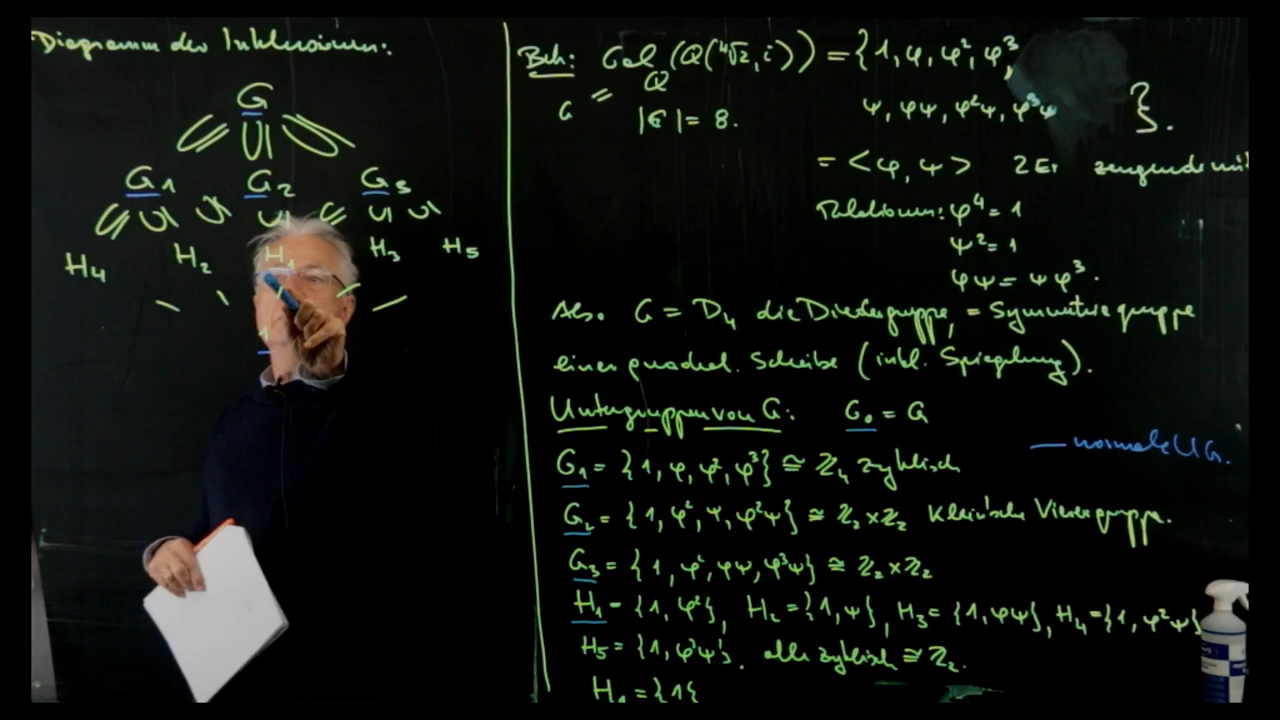 Diagramm der Inklusionen:
G
G1 G2 G3
H4 H2 H1 H3 H5
1
Beh: Gal (Q(⁴√2, i)) = {1, φ, φ², φ³,
G = Q
|G| = 8.
ψ, φψ, φ²ψ, φ³ψ }.
= <φ, ψ> 2 Erzeugende mit
Relationen: φ⁴ = 1
ψ² = 1
φψ = ψφ³.
Also G = D₄ die Diedergruppe, = Symmetriegruppe
einer quadrat. Scheibe (inkl. Spiegelung).
Untergruppen von G: G₀ = G
— normale UG.
G₁ = {1, φ, φ², φ³} ≅ Z₄ zyklisch
G₂ = {1, φ², ψ, φ²ψ} ≅ Z₂ × Z₂ Klein'sche Vierergruppe.
G₃ = {1, φ², φψ, φ³ψ} ≅ Z₂ × Z₂
H₁ = {1, φ²}, H₂ = {1, ψ}, H₃ = {1, φψ}, H₄ = {1, φ²ψ}
H₅ = {1, φ³ψ}. alle zyklisch ≅ Z₂.